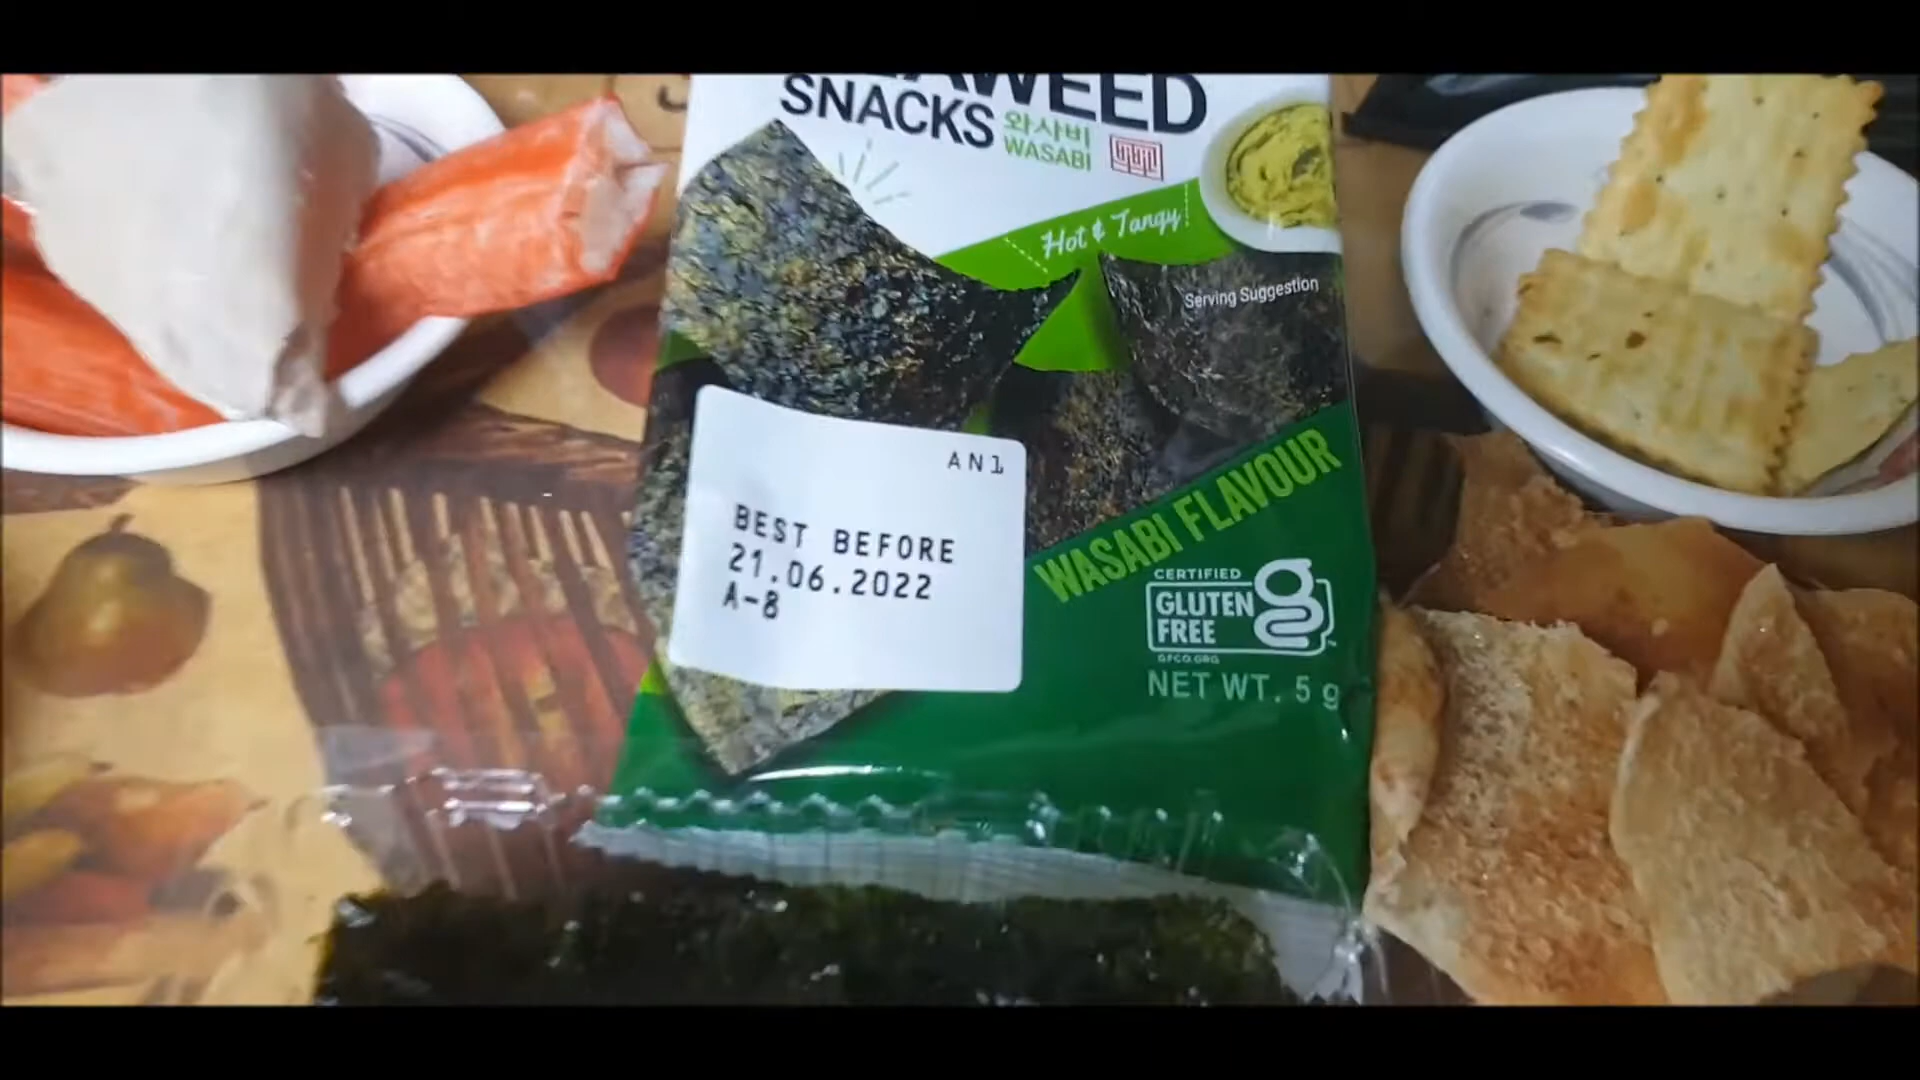 SEAWEED
SNACKS
와사비
WASABI
Hot & Tangy!
Serving Suggestion
AN1
BEST BEFORE
21.06.2022
A-8
WASABI FLAVOUR
CERTIFIED
GLUTEN
FREE
GFCO.ORG
NET WT. 5 g